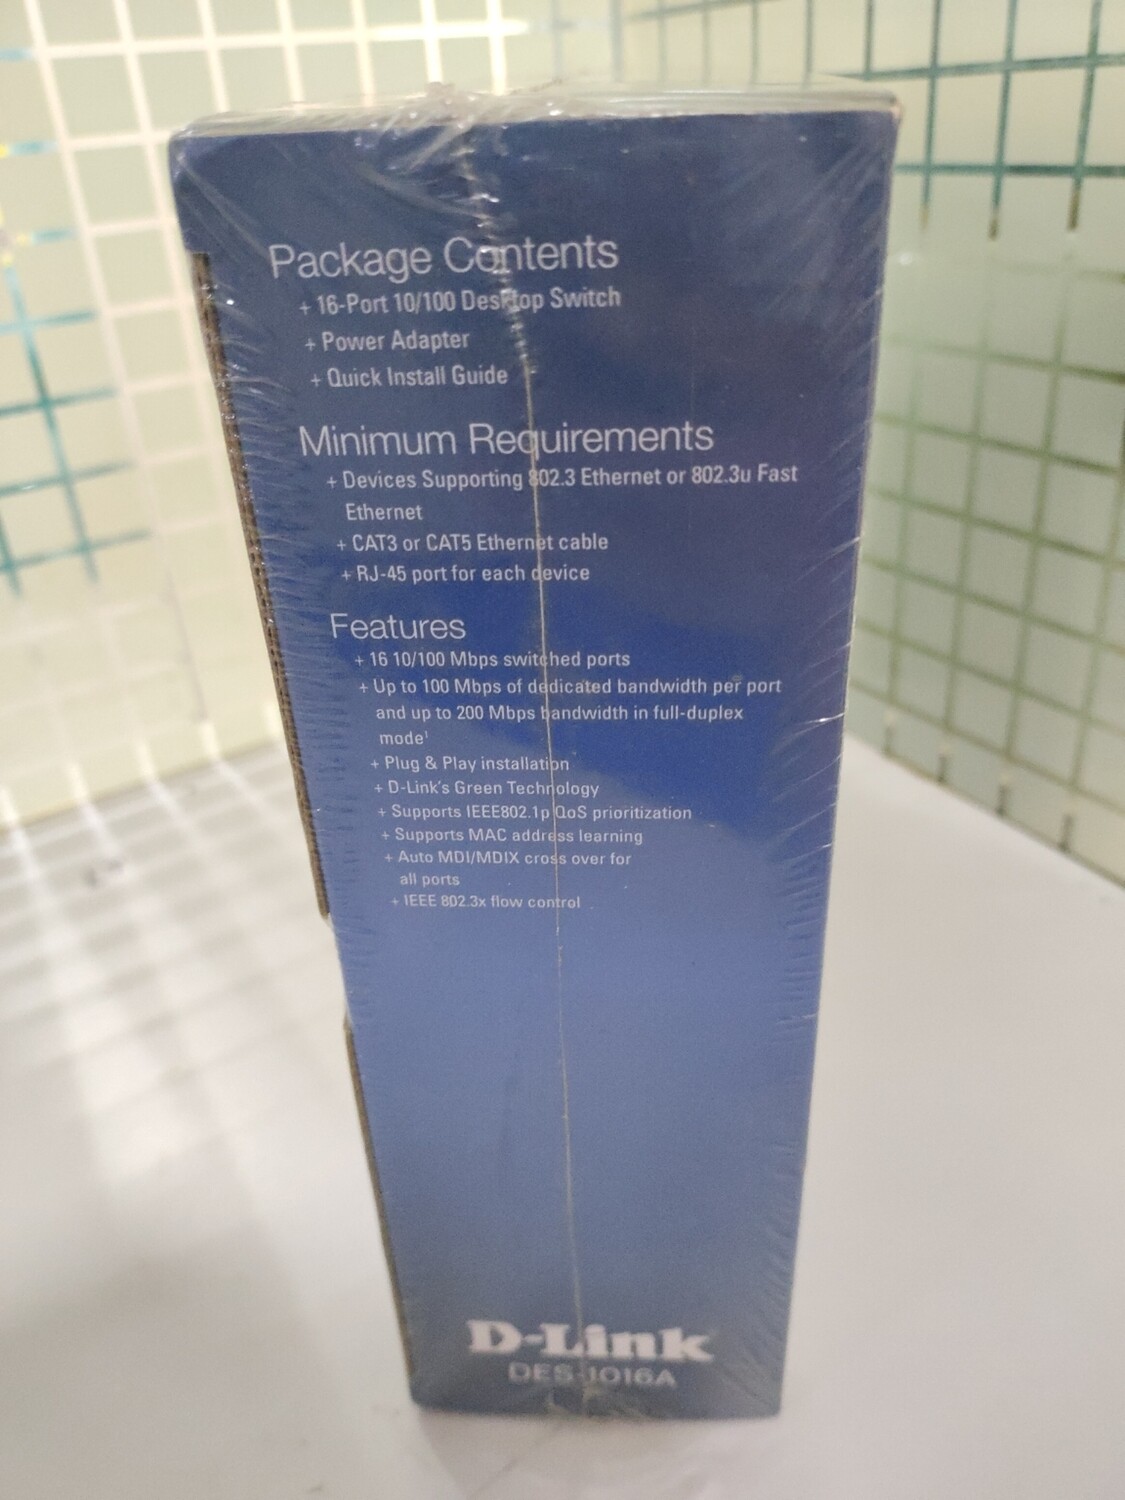 Package Contents
+ 16-Port 10/100 Desktop Switch
+ Power Adapter
+ Quick Install Guide
Minimum Requirements
+ Devices Supporting 802.3 Ethernet or 802.3u Fast
Ethernet
+ CAT3 or CAT5 Ethernet cable
+ RJ-45 port for each device
Features
+ 16 10/100 Mbps switched ports
+ Up to 100 Mbps of dedicated bandwidth per port
and up to 200 Mbps bandwidth in full-duplex
mode¹
+ Plug & Play installation
+ D-Link's Green Technology
+ Supports IEEE802.1p QoS prioritization
+ Supports MAC address learning
+ Auto MDI/MDIX cross over for
all ports
+ IEEE 802.3x flow control
D-Link
DES-1016A